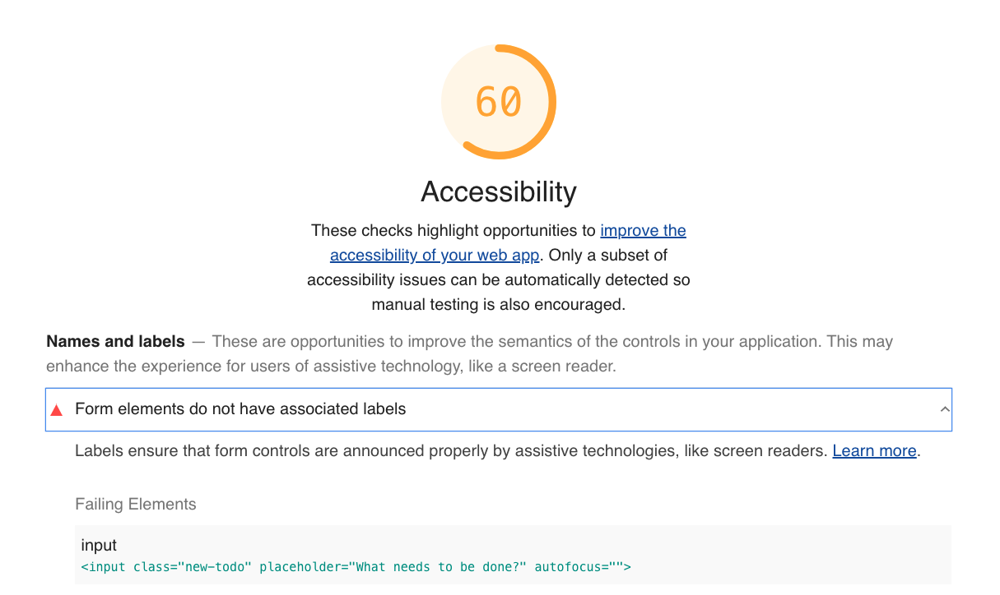 60
Accessibility
These checks highlight opportunities to improve the
accessibility of your web app. Only a subset of
accessibility issues can be automatically detected so
manual testing is also encouraged.
Names and labels — These are opportunities to improve the semantics of the controls in your application. This may
enhance the experience for users of assistive technology, like a screen reader.
Form elements do not have associated labels
Labels ensure that form controls are announced properly by assistive technologies, like screen readers. Learn more.
Failing Elements
input
<input class="new-todo" placeholder="What needs to be done?" autofocus="">